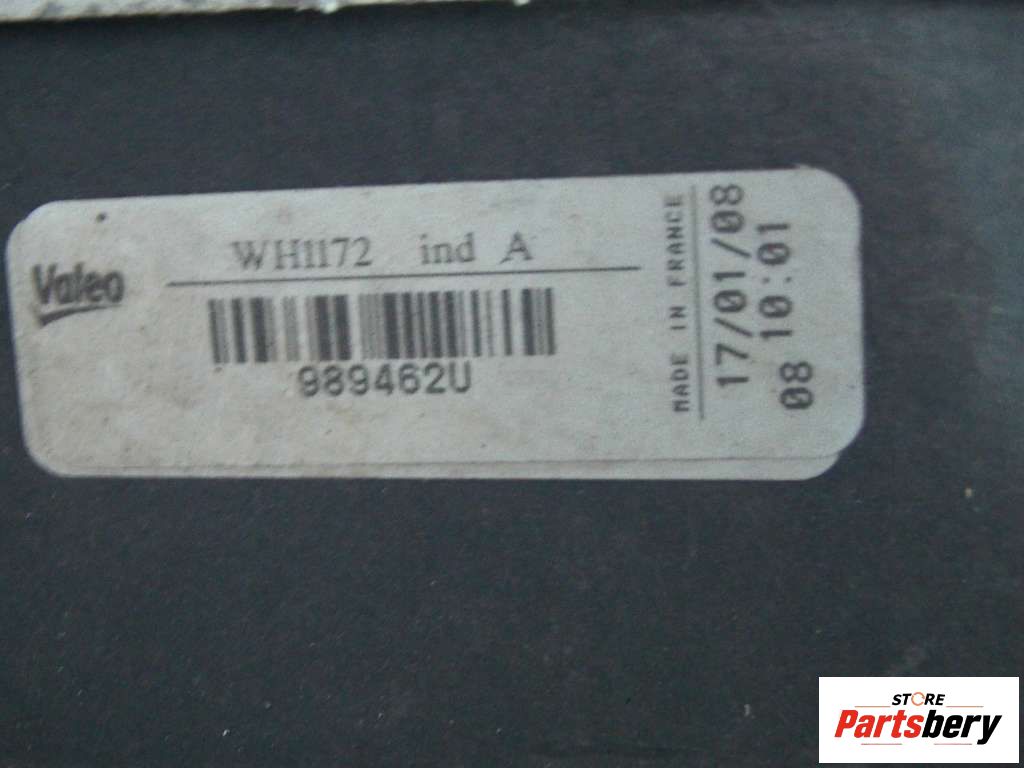 Valeo
WH1172 ind A
989462U
MADE IN FRANCE
17/01/08
08 10:01
STORE
Partsbery